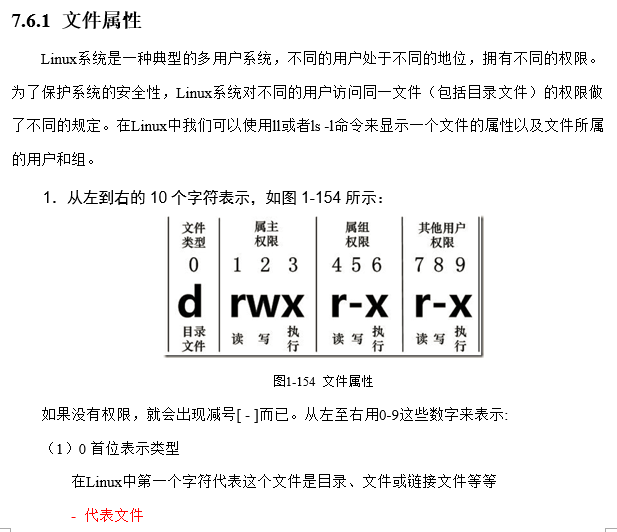 7.6.1 文件属性
Linux系统是一种典型的多用户系统，不同的用户处于不同的地位，拥有不同的权限。
为了保护系统的安全性，Linux系统对不同的用户访问同一文件（包括目录文件）的权限做
了不同的规定。在Linux中我们可以使用ll或者ls -l命令来显示一个文件的属性以及文件所属
的用户和组。
1．从左到右的 10 个字符表示，如图 1-154 所示：
文件 属主 属组 其他用户
类型 权限 权限 权限
0 1 2 3 4 5 6 7 8 9
d rwx r-x r-x
目录 读 写 执 读 写 执 读 写 执
文件 行 行 行
图1-154 文件属性
如果没有权限，就会出现减号[ - ]而已。从左至右用0-9这些数字来表示:
（1）0 首位表示类型
在Linux中第一个字符代表这个文件是目录、文件或链接文件等等
- 代表文件